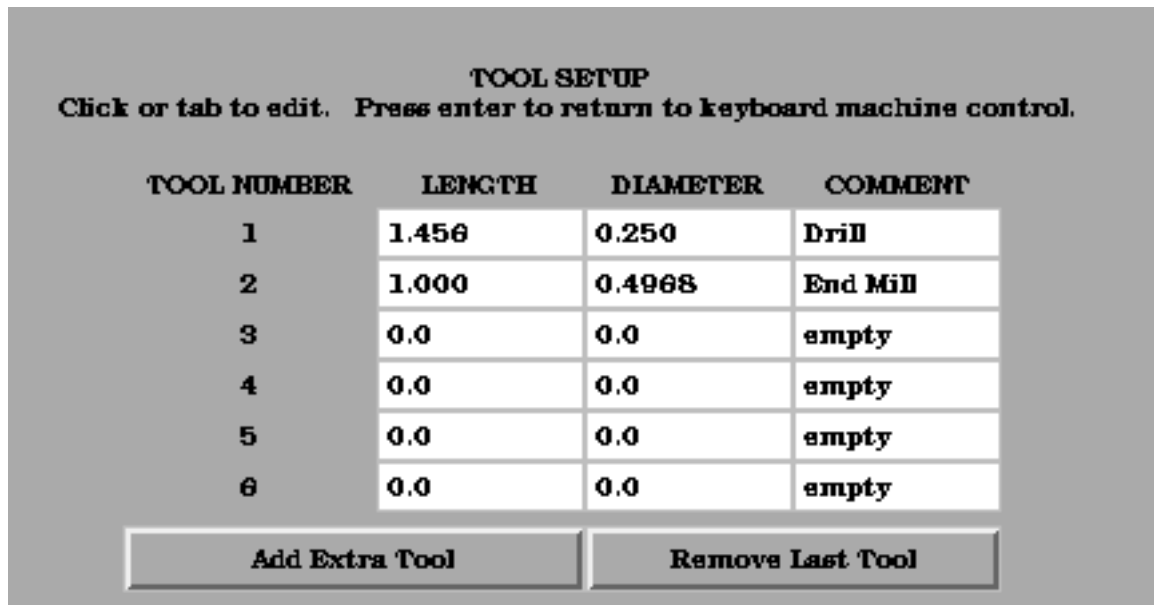 TOOL SETUP
Click or tab to edit. Press enter to return to keyboard machine control.
TOOL NUMBER LENGTH DIAMETER COMMENT
1 1.456 0.250 Drill
2 1.000 0.4968 End Mill
3 0.0 0.0 empty
4 0.0 0.0 empty
5 0.0 0.0 empty
6 0.0 0.0 empty
Add Extra Tool Remove Last Tool